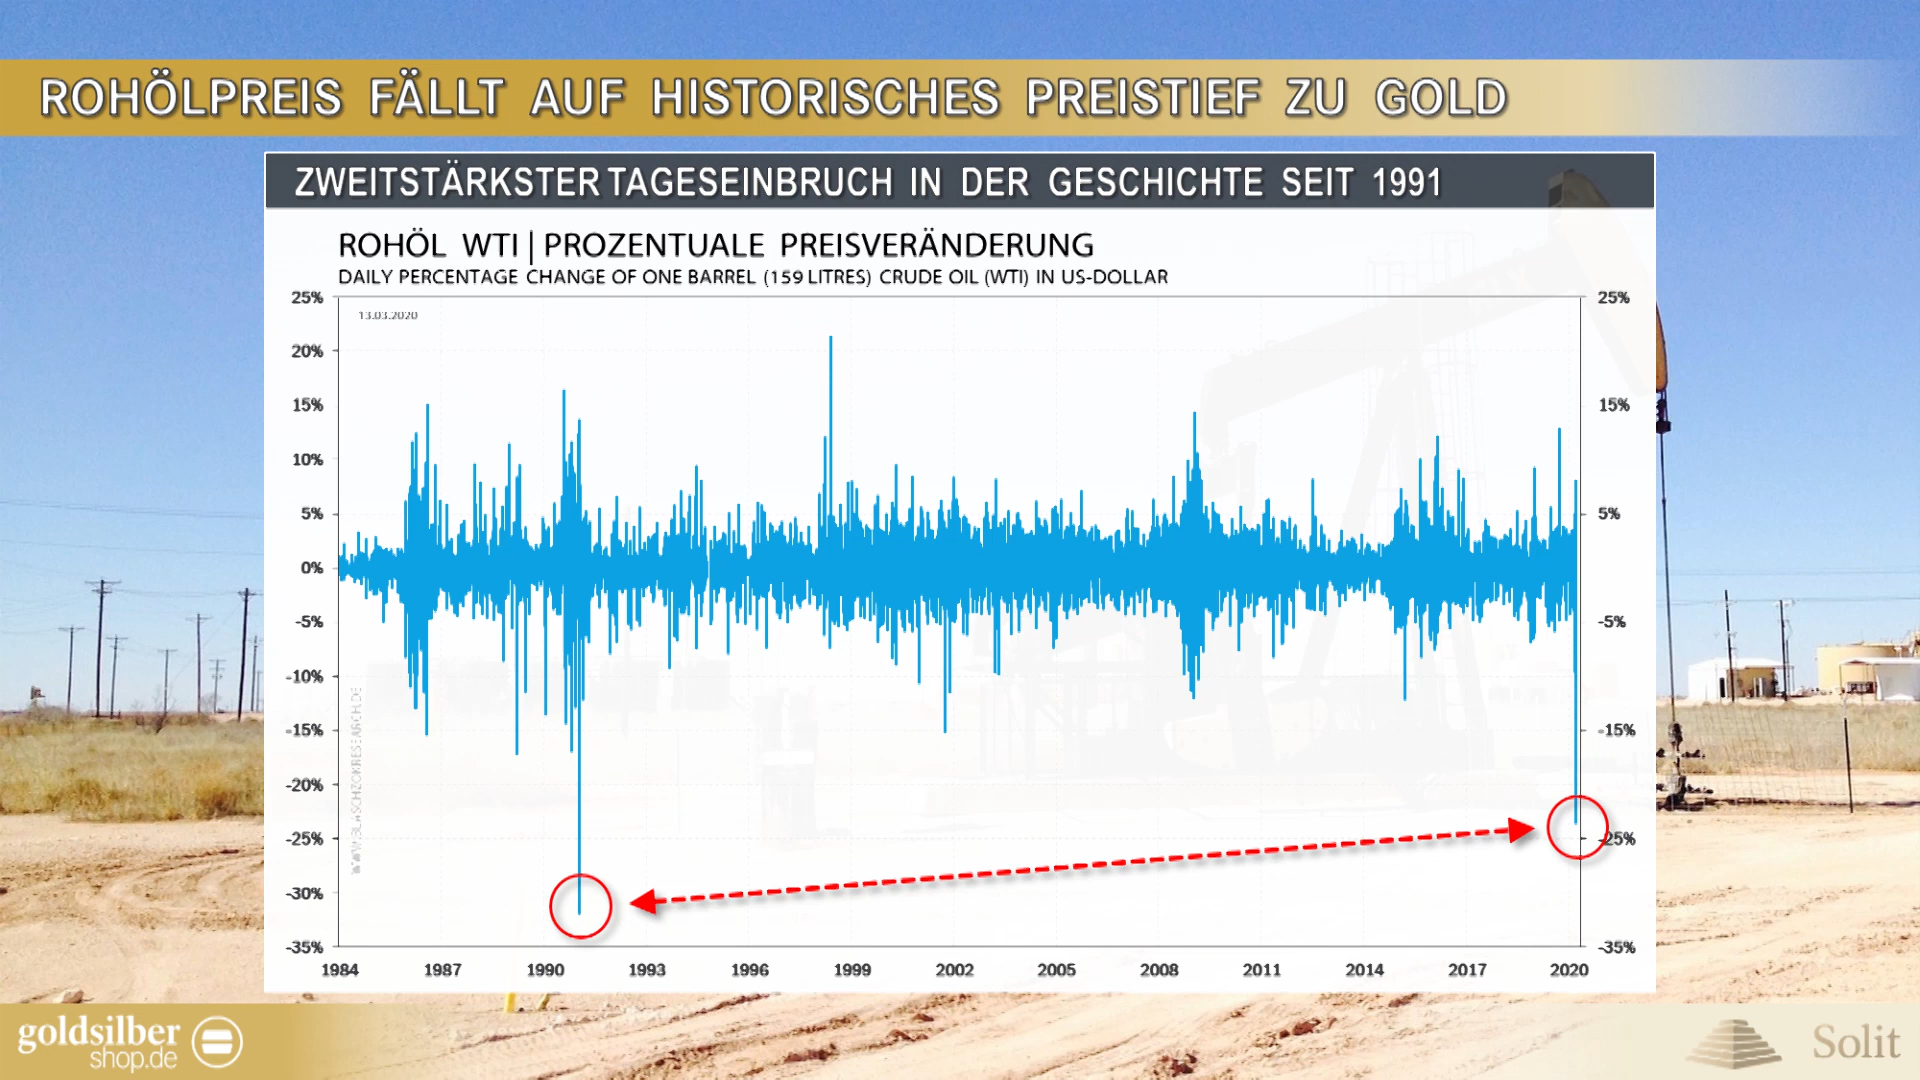 ROHÖLPREIS FÄLLT AUF HISTORISCHES PREISTIEF ZU GOLD
ZWEITSTÄRKSTER TAGESEINBRUCH IN DER GESCHICHTE SEIT 1991
ROHÖL WTI | PROZENTUALE PREISVERÄNDERUNG
DAILY PERCENTAGE CHANGE OF ONE BARREL (159 LITRES) CRUDE OIL (WTI) IN US-DOLLAR
25% 25%
13.03.2020
20%
15% 15%
10%
5% 5%
0%
-5% -5%
-10%
-15% -15%
-20%
-25% -25%
-30%
-35% -35%
WWW.BLASCHZOKRESEARCH.DE
1984 1987 1990 1993 1996 1999 2002 2005 2008 2011 2014 2017 2020
goldsilber
shop.de
Solit